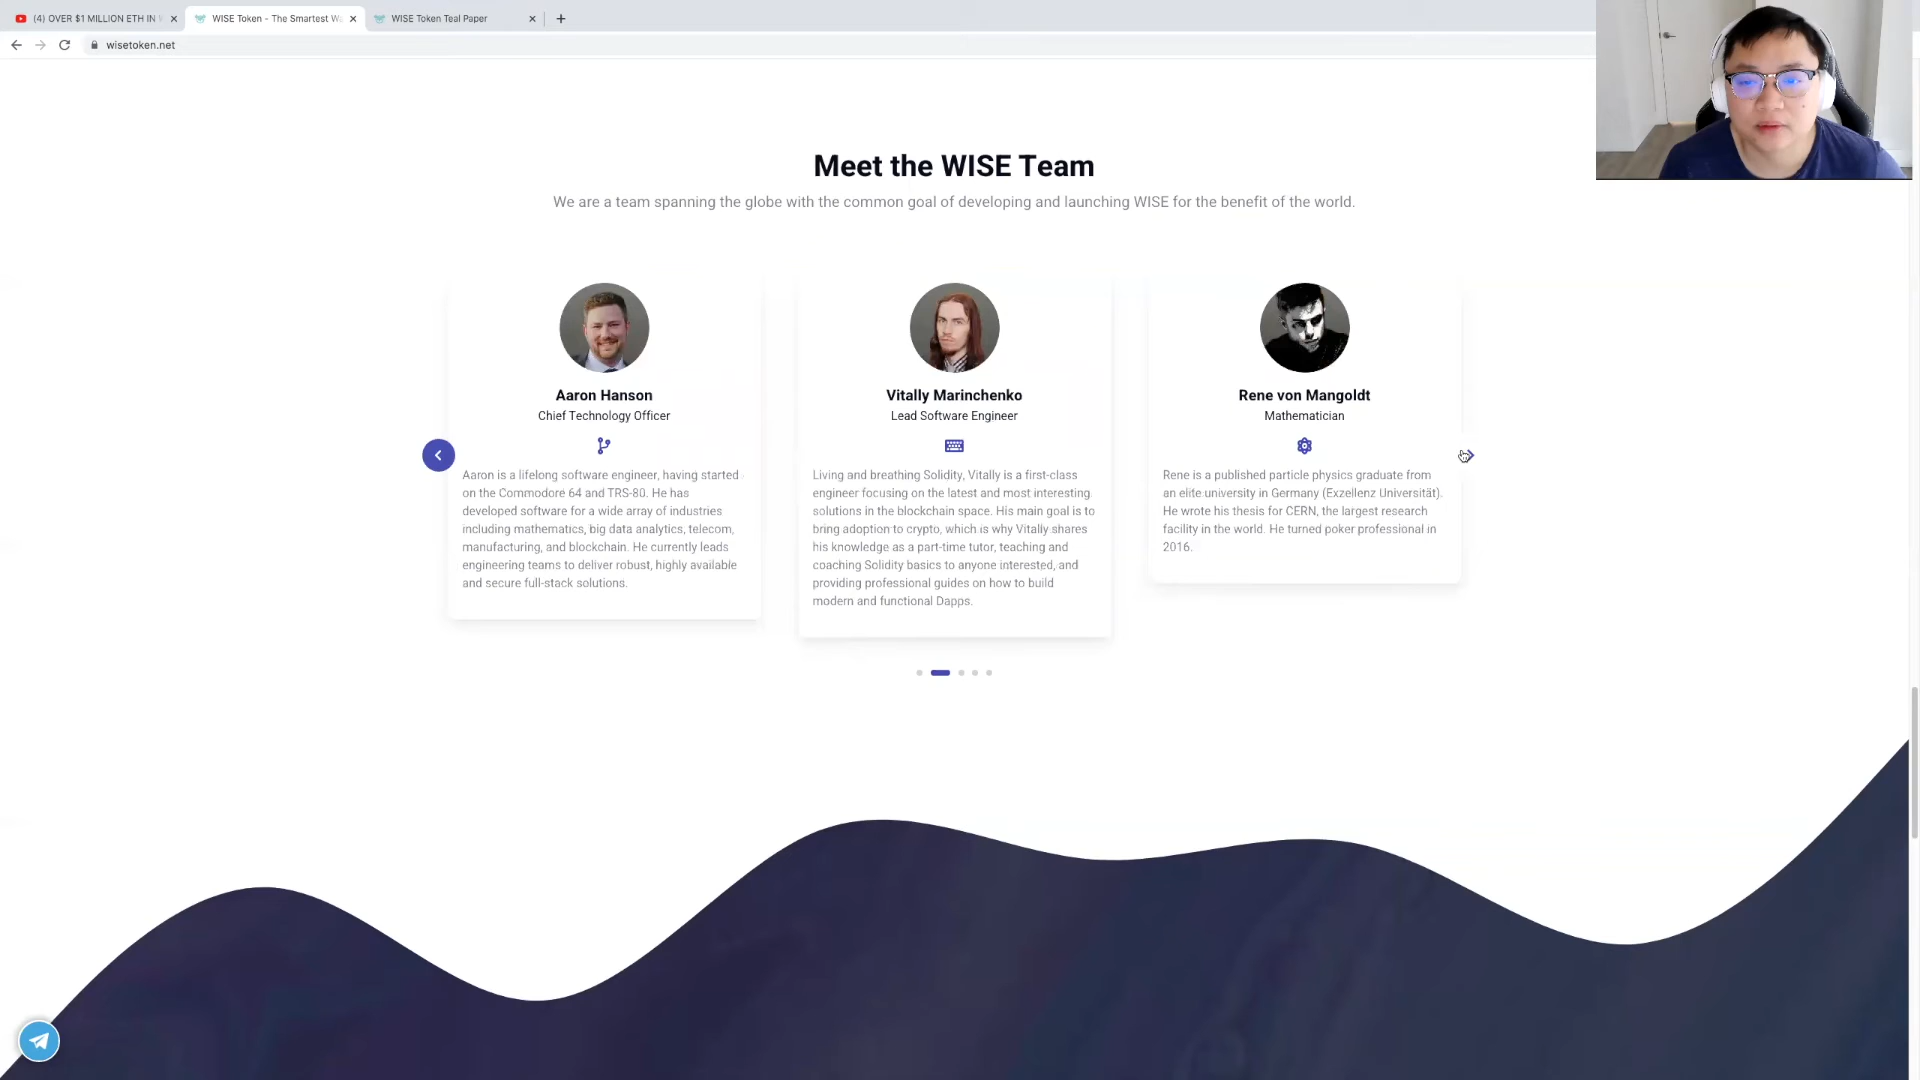 (4) OVER $1 MILLION ETH IN
WISE Token - The Smartest W
WISE Token Teal Paper
wisetoken.net
Meet the WISE Team
We are a team spanning the globe with the common goal of developing and launching WISE for the benefit of the world.
Aaron Hanson
Chief Technology Officer
Aaron is a lifelong software engineer, having started
on the Commodore 64 and TRS-80. He has
developed software for a wide array of industries
including mathematics, big data analytics, telecom,
manufacturing, and blockchain. He currently leads
engineering teams to deliver robust, highly available
and secure full-stack solutions.
Vitally Marinchenko
Lead Software Engineer
Living and breathing Solidity, Vitally is a first-class
engineer focusing on the latest and most interesting
solutions in the blockchain space. His main goal is to
bring adoption to crypto, which is why Vitally shares
his knowledge as a part-time tutor, teaching and
coaching Solidity basics to anyone interested, and
providing professional guides on how to build
modern and functional Dapps.
Rene von Mangoldt
Mathematician
Rene is a published particle physics graduate from
an elite university in Germany (Exzellenz Universität).
He wrote his thesis for CERN, the largest research
facility in the world. He turned poker professional in
2016.